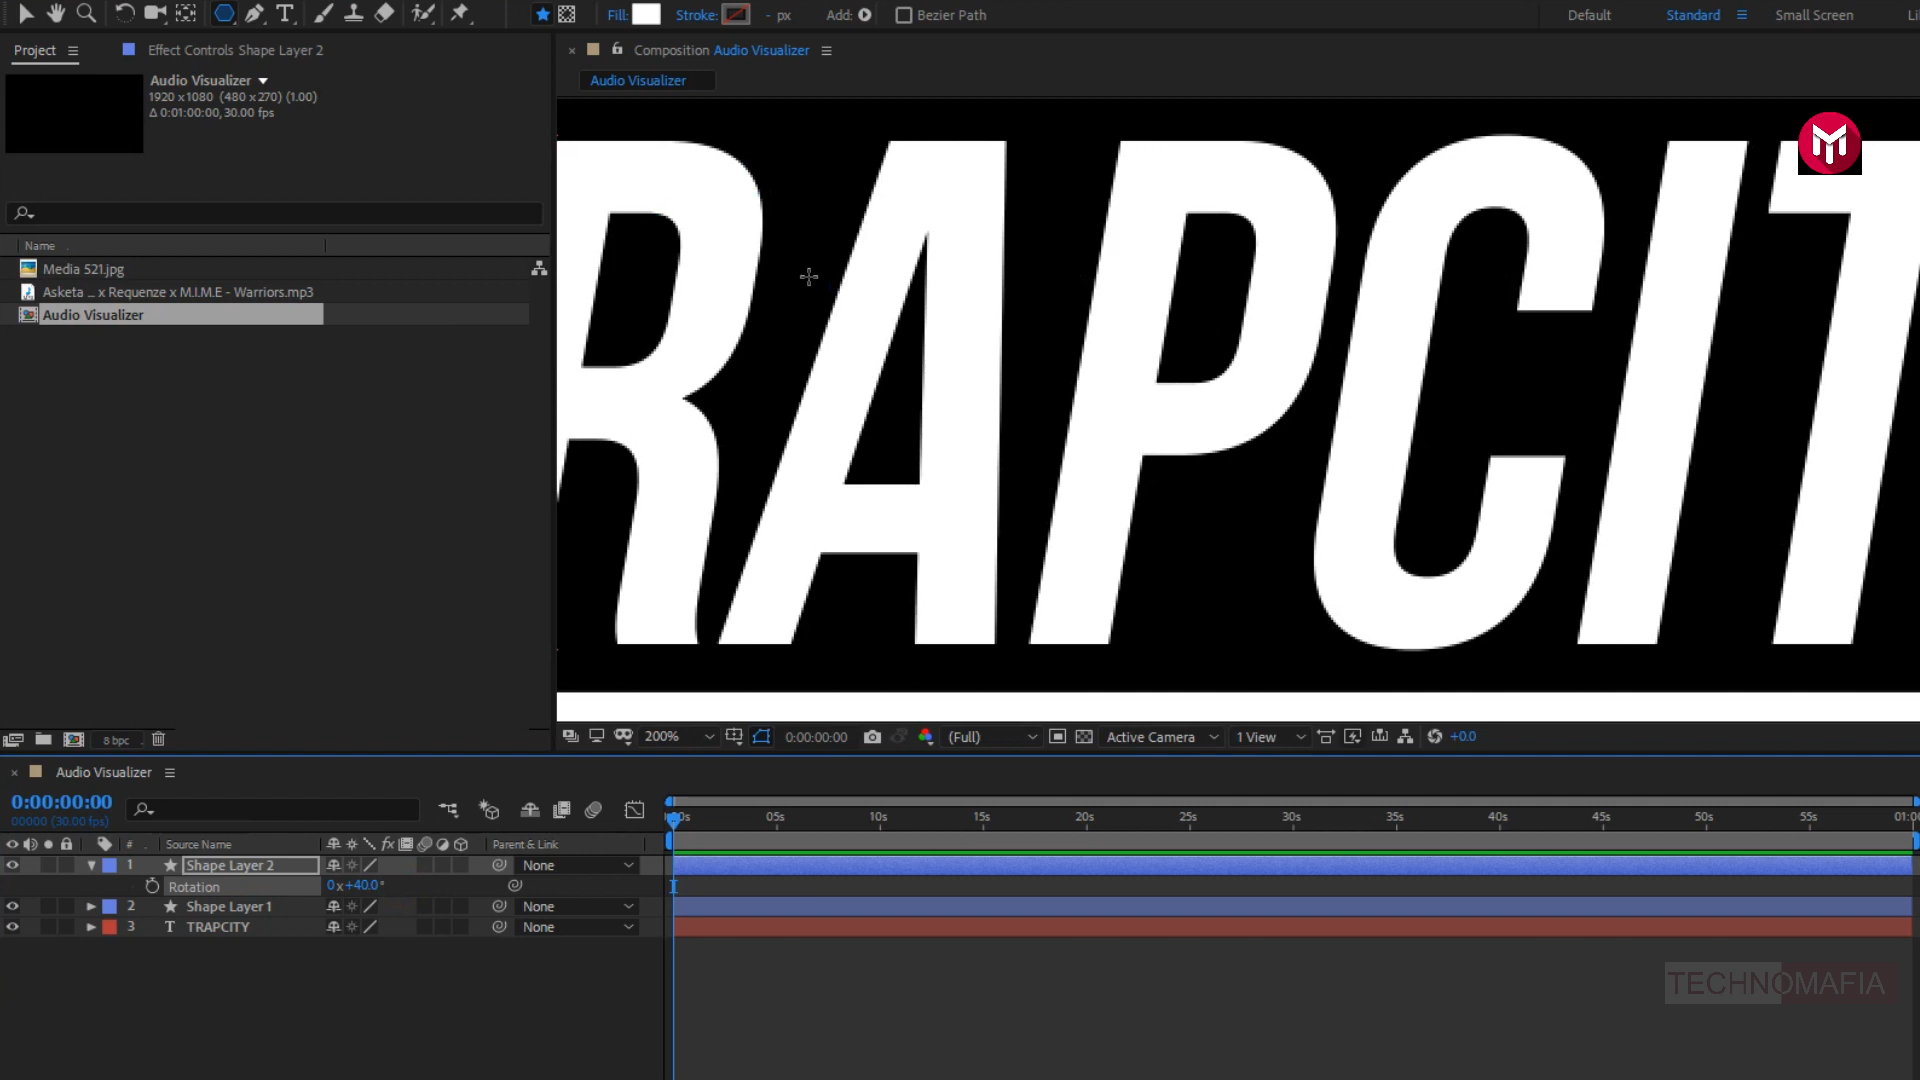 Fill: Stroke: - px Add: Bezier Path Default Standard Small Screen Li
Project Effect Controls Shape Layer 2
Composition Audio Visualizer
Audio Visualizer
1920 x 1080 (480 x 270) (1.00)
Δ 0:01:00:00, 30.00 fps
Audio Visualizer
RAPCIT
Name
Media 521.jpg
Asketa ... x Requenze x M.I.M.E - Warriors.mp3
Audio Visualizer
8 bpc
200% 0:00:00:00 (Full) Active Camera 1 View +0.0
Audio Visualizer
0:00:00:00
00000 (30.00 fps)
00s 05s 10s 15s 20s 25s 30s 35s 40s 45s 50s 55s 01:00
# Source Name fx Parent & Link
1 Shape Layer 2 None
Rotation 0x+40.0°
2 Shape Layer 1 None
3 T TRAPCITY None
TECHNOMAFIA